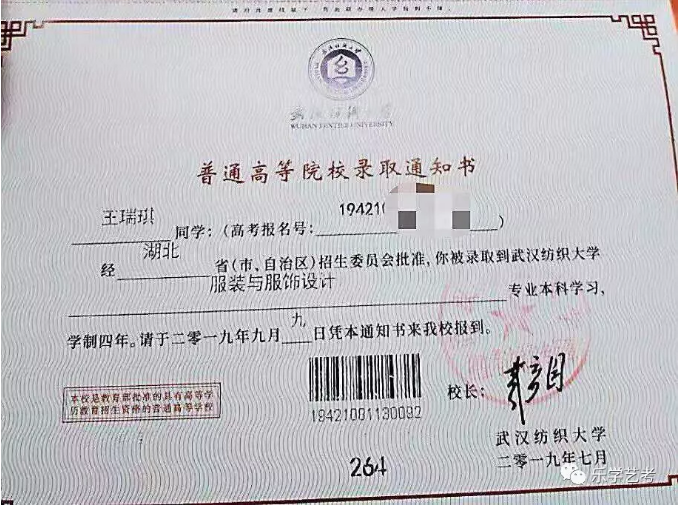 武汉纺织大学
WUHAN TEXTILE UNIVERSITY
普通高等院校录取通知书
王瑞琪 同学:(高考报名号: 19421 )
经 湖北 省(市、自治区)招生委员会批准,你被录取到武汉纺织大学
服装与服饰设计 专业本科学习,
学制四年。请于二零一九年九月 九 日凭本通知书来我校报到。
本校是教育部批准的具有高等学
历教育招生资格的普通高等学校
19421001130092
校长:
武汉纺织大学
二零一九年七月
264
乐学艺考